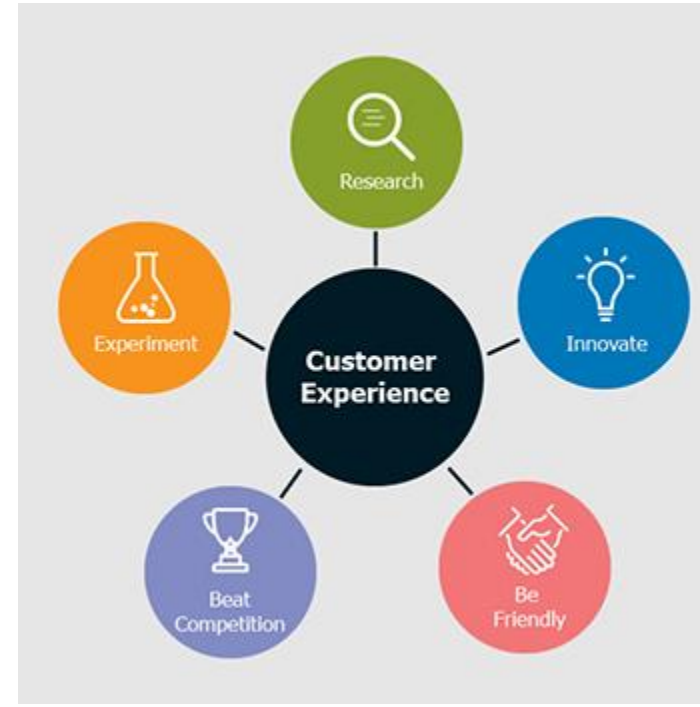 Research
Experiment
Innovate
Customer
Experience
Beat
Competition
Be
Friendly